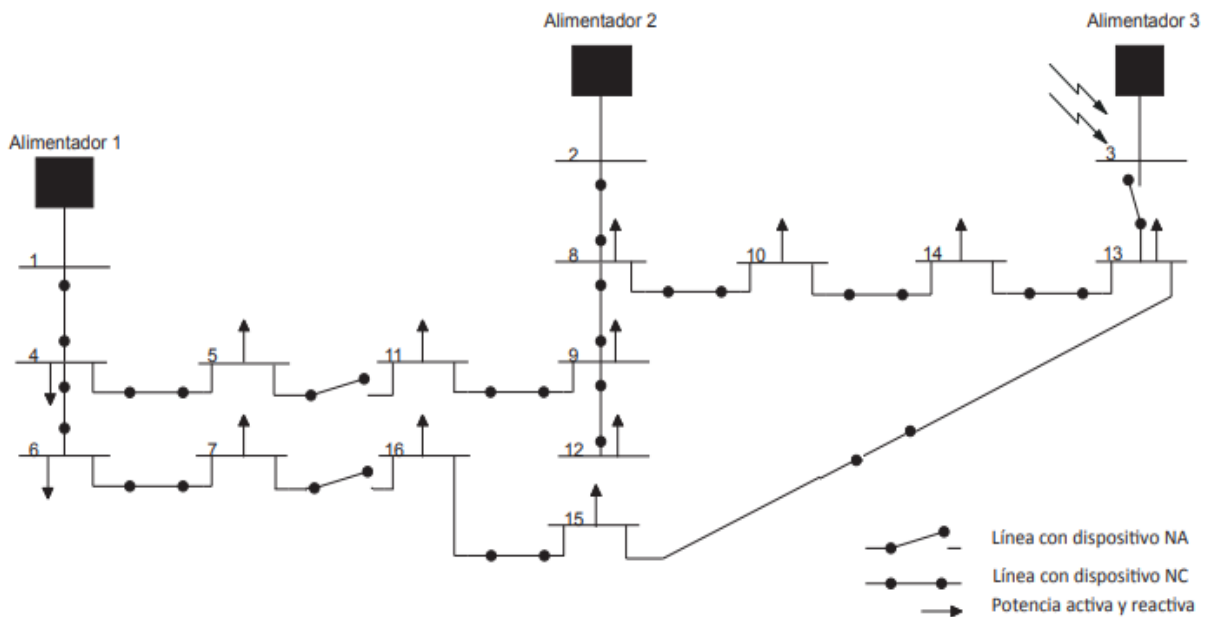 Alimentador 2
Alimentador 3
Alimentador 1
2
3
1
8
10
14
13
4
5
11
9
6
7
16
12
15
Línea con dispositivo NA
Línea con dispositivo NC
Potencia activa y reactiva